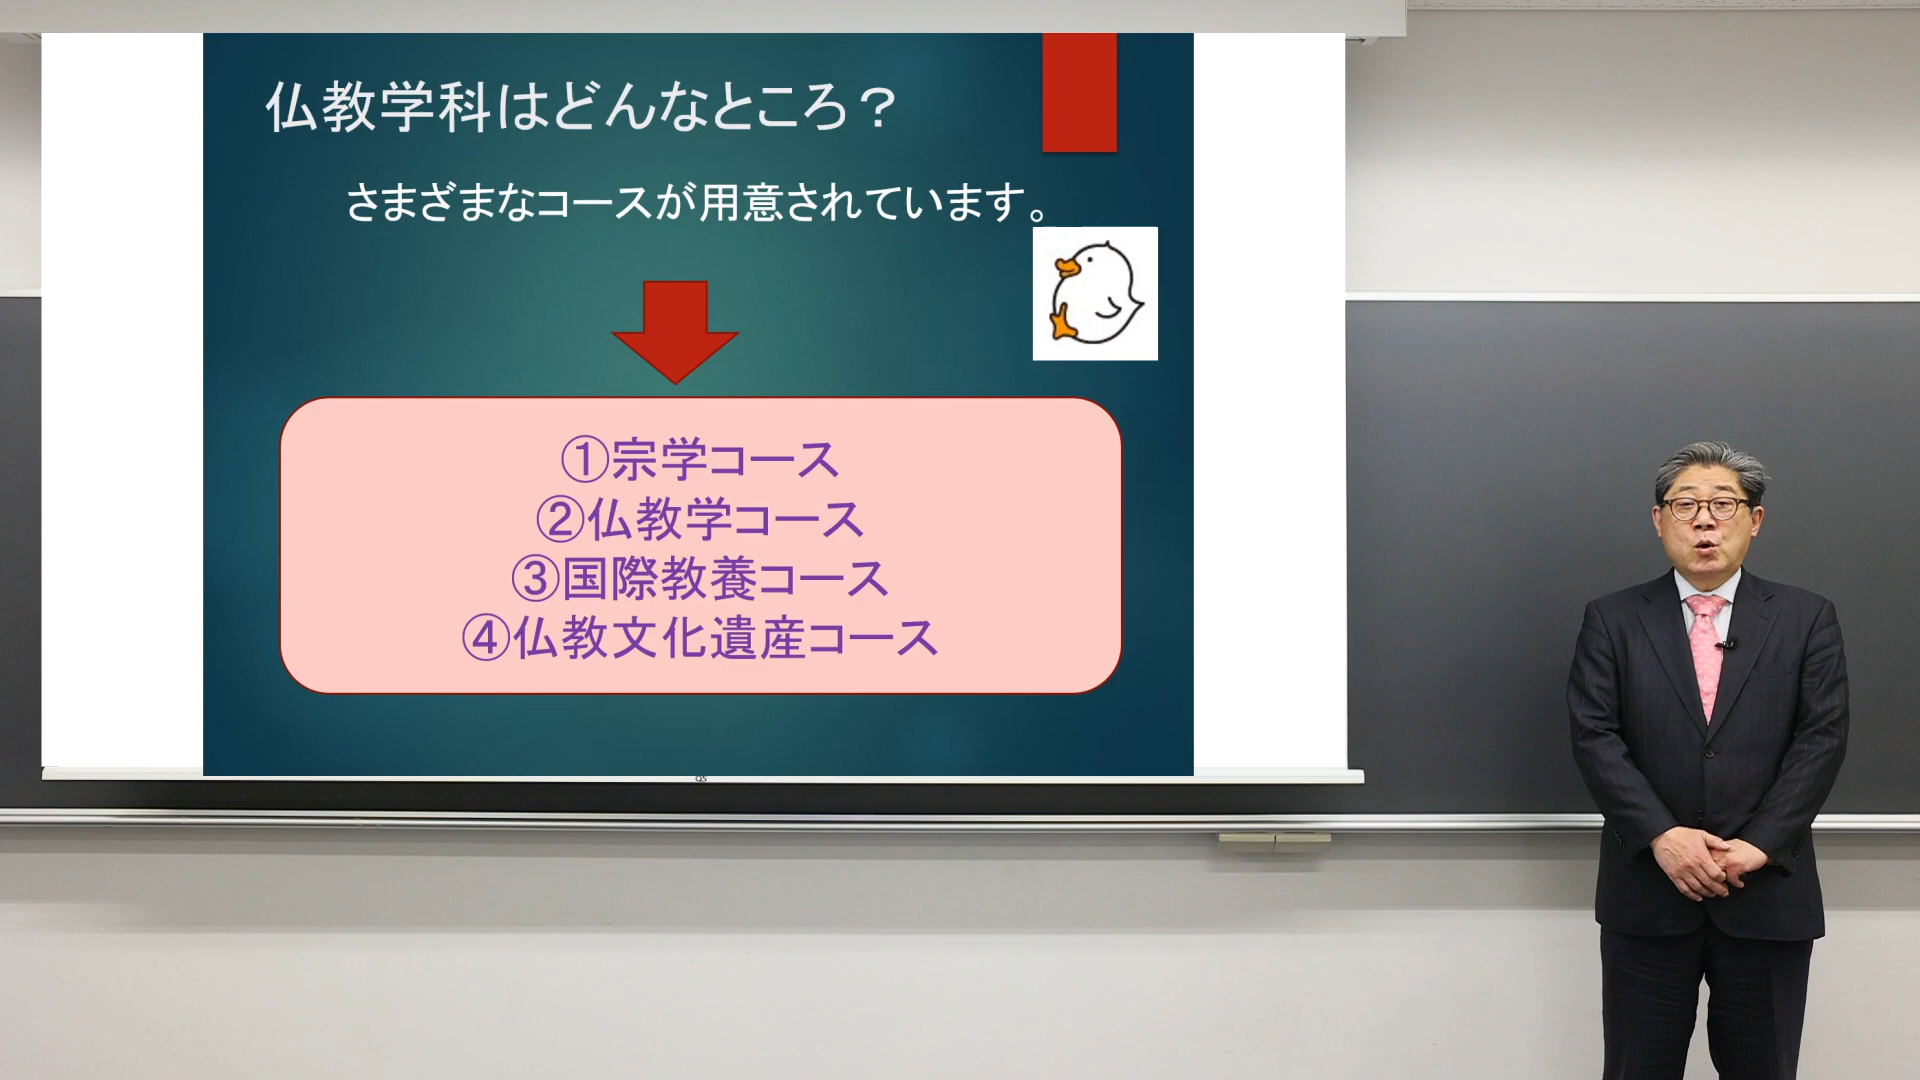 仏教学科はどんなところ？
さまざまなコースが用意されています。
①宗学コース
②仏教学コース
③国際教養コース
④仏教文化遺産コース